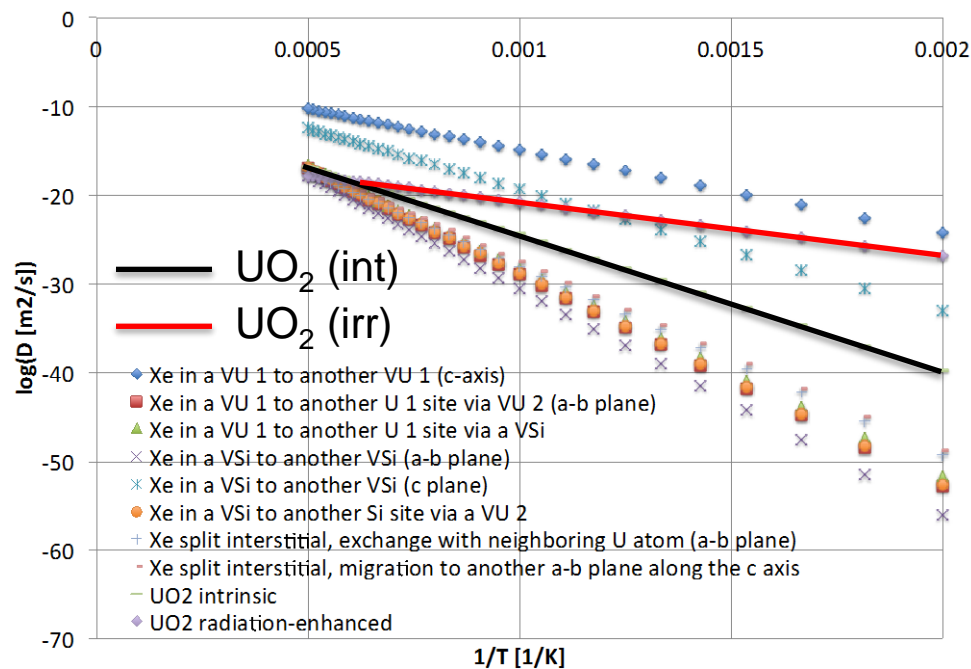 0
0 0.0005 0.001 0.0015 0.002
-10
-20
-30
-40
-50
-60
-70
log(D [m2/s])
UO2 (int)
UO2 (irr)
Xe in a VU 1 to another VU 1 (c-axis)
Xe in a VU 1 to another U 1 site via VU 2 (a-b plane)
Xe in a VU 1 to another U 1 site via a VSi
Xe in a VSi to another VSi (a-b plane)
Xe in a VSi to another VSi (c plane)
Xe in a VSi to another Si site via a VU 2
Xe split interstitial, exchange with neighboring U atom (a-b plane)
Xe split interstitial, migration to another a-b plane along the c axis
UO2 intrinsic
UO2 radiation-enhanced
1/T [1/K]